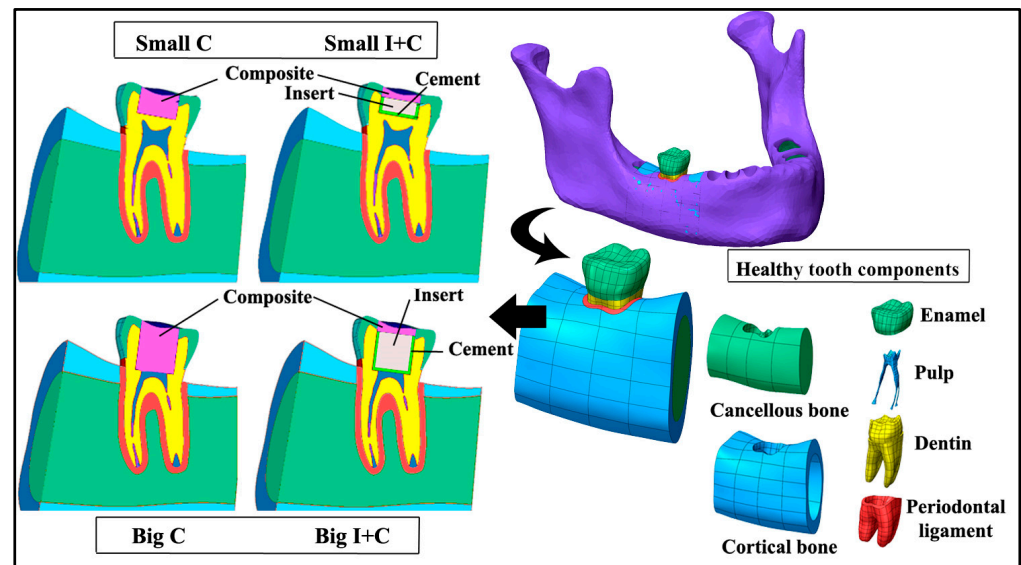 Small C Small I+C
Composite
Cement
Insert
Composite
Insert
Cement
Big C Big I+C
Healthy tooth components
Enamel
Pulp
Cancellous bone
Dentin
Periodontal
ligament
Cortical bone